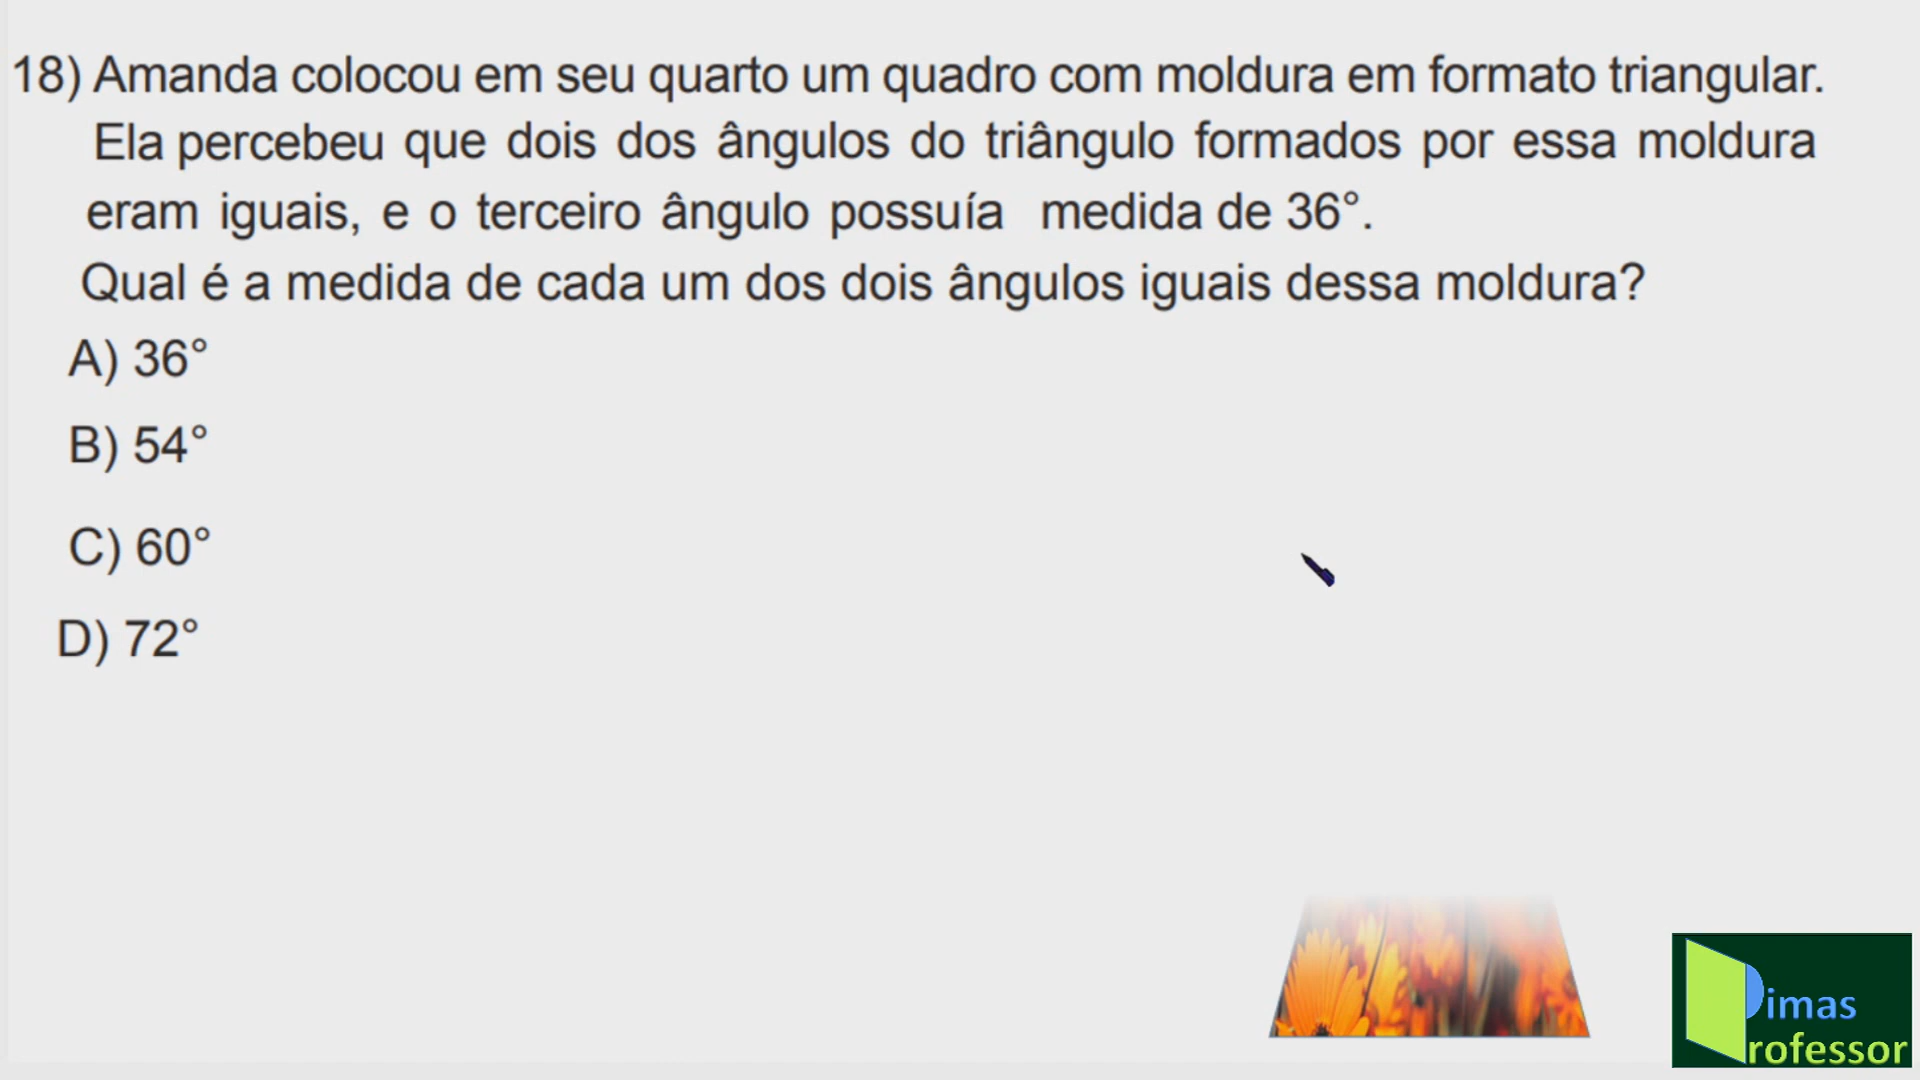 18) Amanda colocou em seu quarto um quadro com moldura em formato triangular.
Ela percebeu que dois dos ângulos do triângulo formados por essa moldura
eram iguais, e o terceiro ângulo possuía medida de 36°.
Qual é a medida de cada um dos dois ângulos iguais dessa moldura?
A) 36°
B) 54°
C) 60°
D) 72°
Dimas
Professor